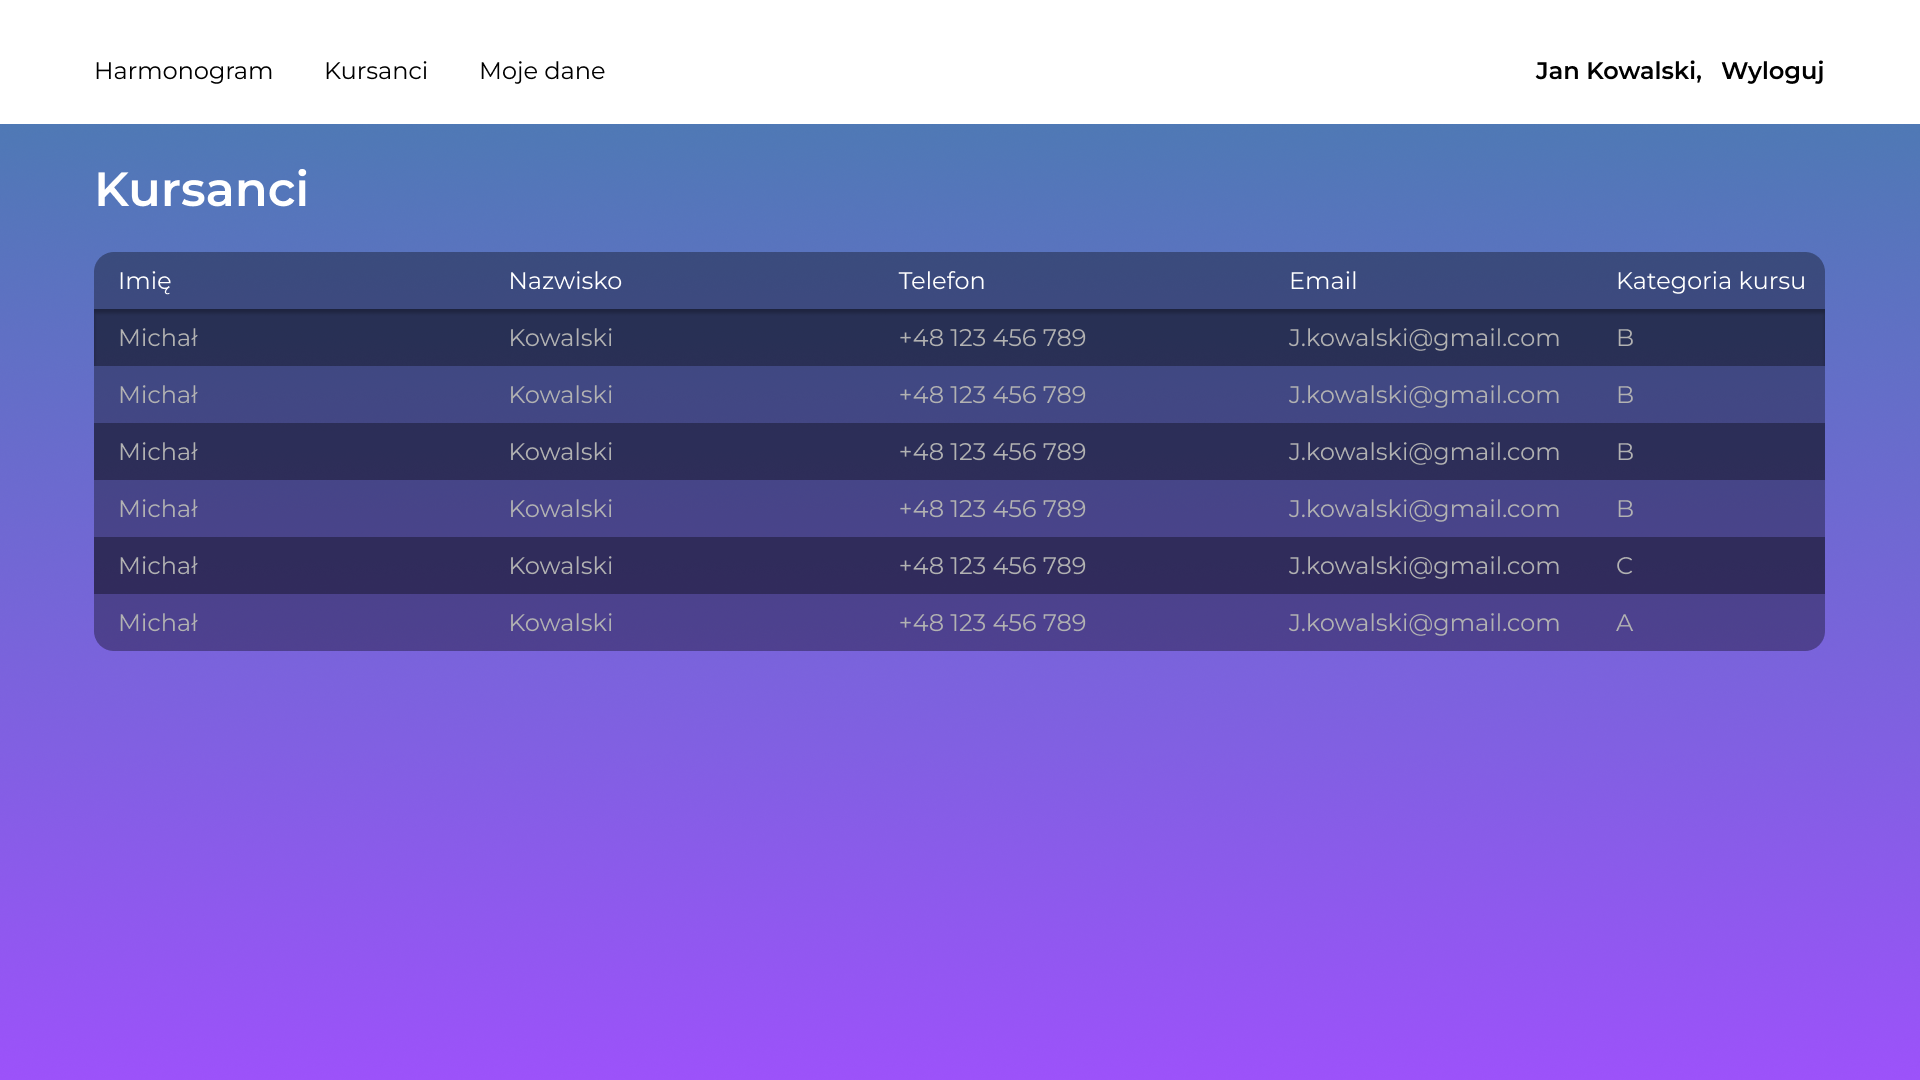 Harmonogram Kursanci Moje dane Jan Kowalski, Wyloguj
Kursanci
Imię Nazwisko Telefon Email Kategoria kursu
Michał Kowalski +48 123 456 789 J.kowalski@gmail.com B
Michał Kowalski +48 123 456 789 J.kowalski@gmail.com B
Michał Kowalski +48 123 456 789 J.kowalski@gmail.com B
Michał Kowalski +48 123 456 789 J.kowalski@gmail.com B
Michał Kowalski +48 123 456 789 J.kowalski@gmail.com C
Michał Kowalski +48 123 456 789 J.kowalski@gmail.com A